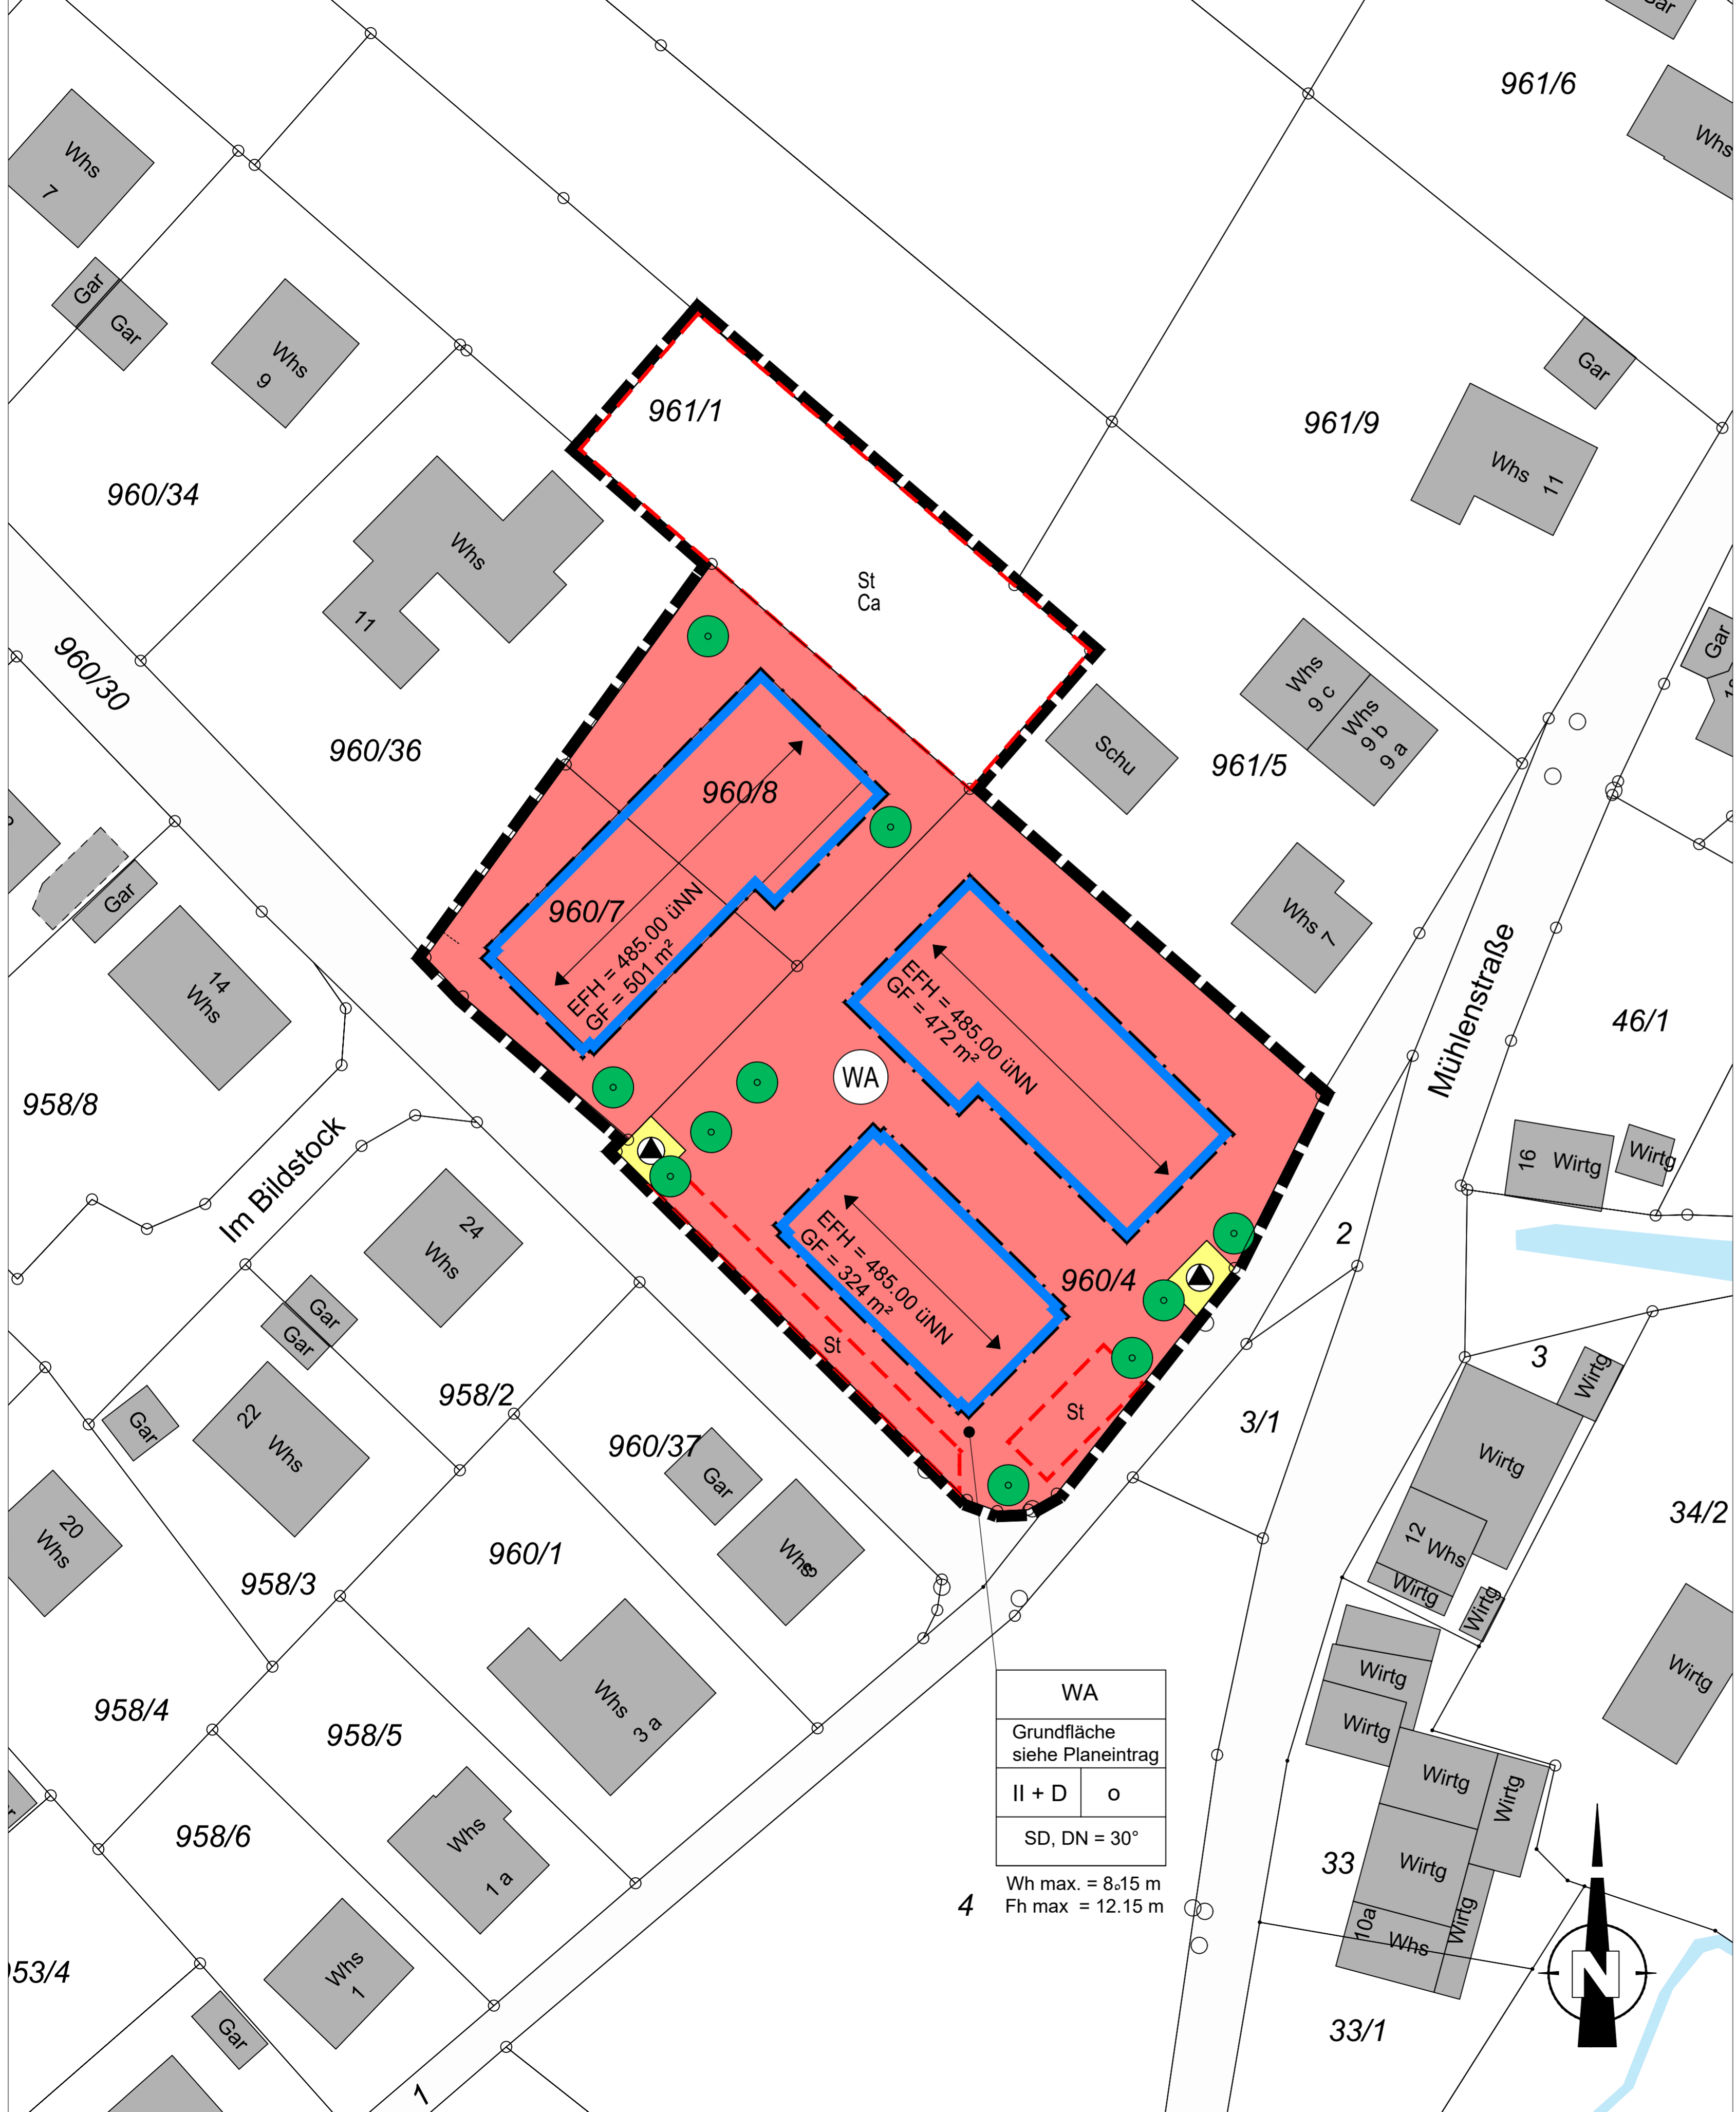 961/6
Whs
Whs
7
Gar
Gar
Whs
9
Gar
961/1
961/9
Whs
11
960/34
Whs
11
St
Ca
960/30
Gar
Whs
9 c
Whs
9 b
9 a
960/36
Schu
961/5
960/8
960/7
EFH = 485.00 üNN
GF = 501 m²
Gar
Whs 7
14
Whs
EFH = 485.00 üNN
GF = 472 m²
Mühlenstraße
46/1
WA
958/8
Im Bildstock
16
Wirtg
Wirtg
24
Whs
2
EFH = 485.00 üNN
GF = 324 m²
960/4
Gar
Gar
St
3
Wirtg
958/2
22
Whs
Gar
St
3/1
960/37
Gar
Wirtg
34/2
20
Whs
960/1
Whs
12
Whs
Wirtg
Wirtg
958/3
958/4
958/5
Whs
3 a
WA
Grundfläche
siehe Planeintrag
II + D
o
SD, DN = 30°
Wh max. = 8.15 m
Fh max = 12.15 m
4
Wirtg
Wirtg
Wirtg
Wirtg
Wirtg
958/6
Whs
1 a
33
Wirtg
Wirtg
10a
Whs
53/4
Whs
1
N
Gar
33/1
1